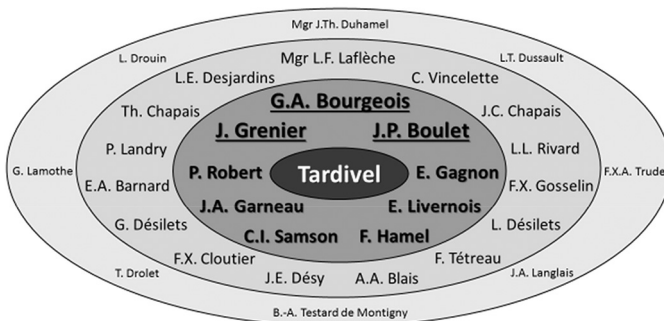 Mgr J.Th. Duhamel
L. Drouin
Mgr L.F. Laflèche
L.T. Dussault
L.E. Desjardins
C. Vincelette
G.A. Bourgeois
Th. Chapais
J.C. Chapais
J. Grenier
J.P. Boulet
P. Landry
L.L. Rivard
G. Lamothe
P. Robert
Tardivel
E. Gagnon
F.X.A. Trude
E.A. Barnard
F.X. Gosselin
J.A. Garneau
E. Livernois
G. Désilets
L. Désilets
C.I. Samson
F. Hamel
F.X. Cloutier
F. Tétreau
T. Drolet
J.E. Désy
A.A. Blais
J.A. Langlais
B.-A. Testard de Montigny